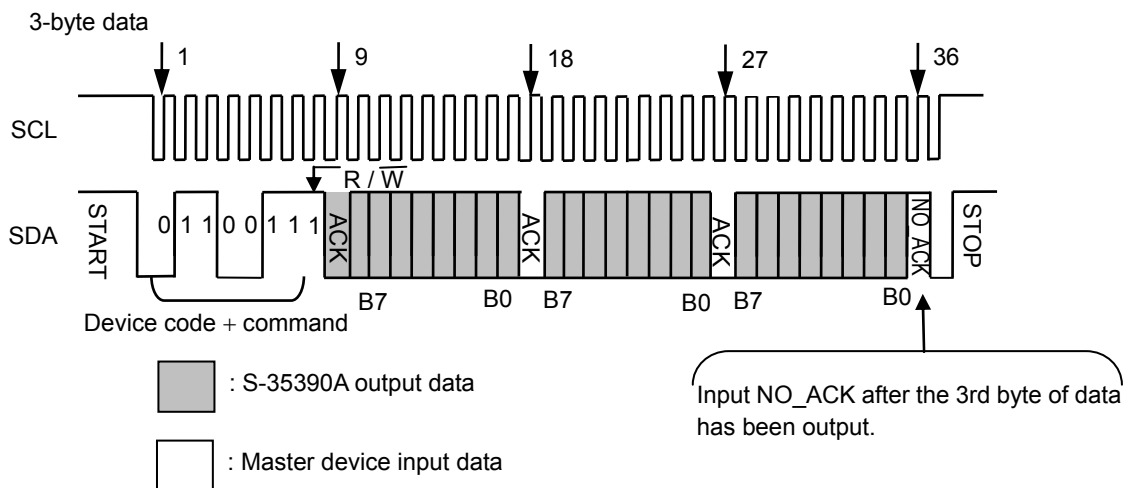 3-byte data
1 9 18 27 36
SCL
R / W
SDA
START 0 1 1 0 0 1 1 1 ACK ACK ACK NO_ACK STOP
B7 B0 B7 B0 B7 B0
Device code + command
: S-35390A output data
Input NO_ACK after the 3rd byte of data
has been output.
: Master device input data